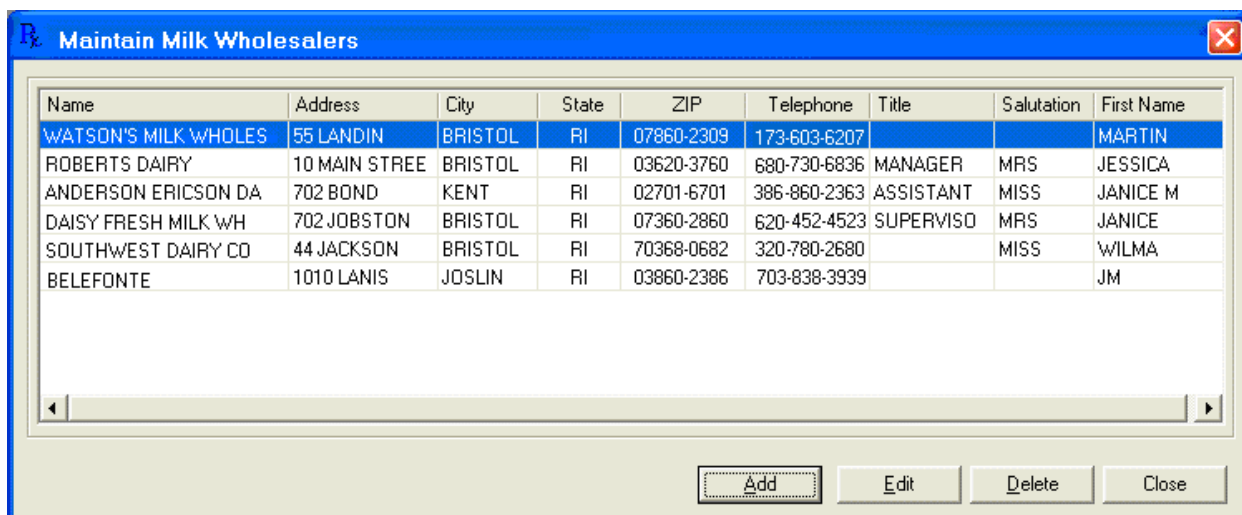 Rx Maintain Milk Wholesalers
Name Address City State ZIP Telephone Title Salutation First Name
WATSON'S MILK WHOLES 55 LANDIN BRISTOL RI 07860-2309 173-603-6207 MARTIN
ROBERTS DAIRY 10 MAIN STREE BRISTOL RI 03620-3760 680-730-6836 MANAGER MRS JESSICA
ANDERSON ERICSON DA 702 BOND KENT RI 02701-6701 386-860-2363 ASSISTANT MISS JANICE M
DAISY FRESH MILK WH 702 JOBSTON BRISTOL RI 07360-2860 620-452-4523 SUPERVISO MRS JANICE
SOUTHWEST DAIRY CO 44 JACKSON BRISTOL RI 70368-0682 320-780-2680 MISS WILMA
BELEFONTE 1010 LANIS JOSLIN RI 03860-2386 703-838-3939 JM
Add Edit Delete Close